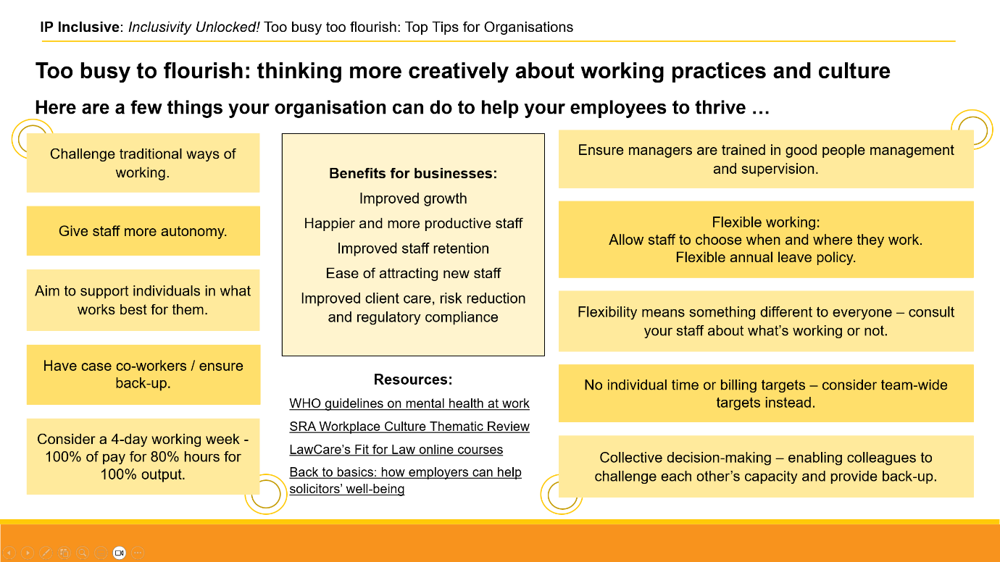 IP Inclusive: Inclusivity Unlocked! Too busy too flourish: Top Tips for Organisations
Too busy to flourish: thinking more creatively about working practices and culture
Here are a few things your organisation can do to help your employees to thrive …
Challenge traditional ways of
working.
Give staff more autonomy.
Aim to support individuals in what
works best for them.
Have case co-workers / ensure
back-up.
Consider a 4-day working week -
100% of pay for 80% hours for
100% output.
Benefits for businesses:
Improved growth
Happier and more productive staff
Improved staff retention
Ease of attracting new staff
Improved client care, risk reduction
and regulatory compliance
Resources:
WHO guidelines on mental health at work
SRA Workplace Culture Thematic Review
LawCare’s Fit for Law online courses
Back to basics: how employers can help
solicitors’ well-being
Ensure managers are trained in good people management
and supervision.
Flexible working:
Allow staff to choose when and where they work.
Flexible annual leave policy.
Flexibility means something different to everyone – consult
your staff about what’s working or not.
No individual time or billing targets – consider team-wide
targets instead.
Collective decision-making – enabling colleagues to
challenge each other’s capacity and provide back-up.